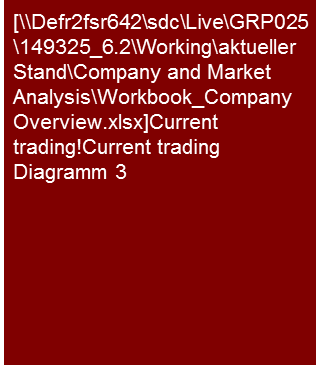 [\\Defr2fsr642\sdc\Live\GRP025
\149325_6.2\Working\aktueller
Stand\Company and Market
Analysis\Workbook_Company
Overview.xlsx]Current
trading!Current trading
Diagramm 3